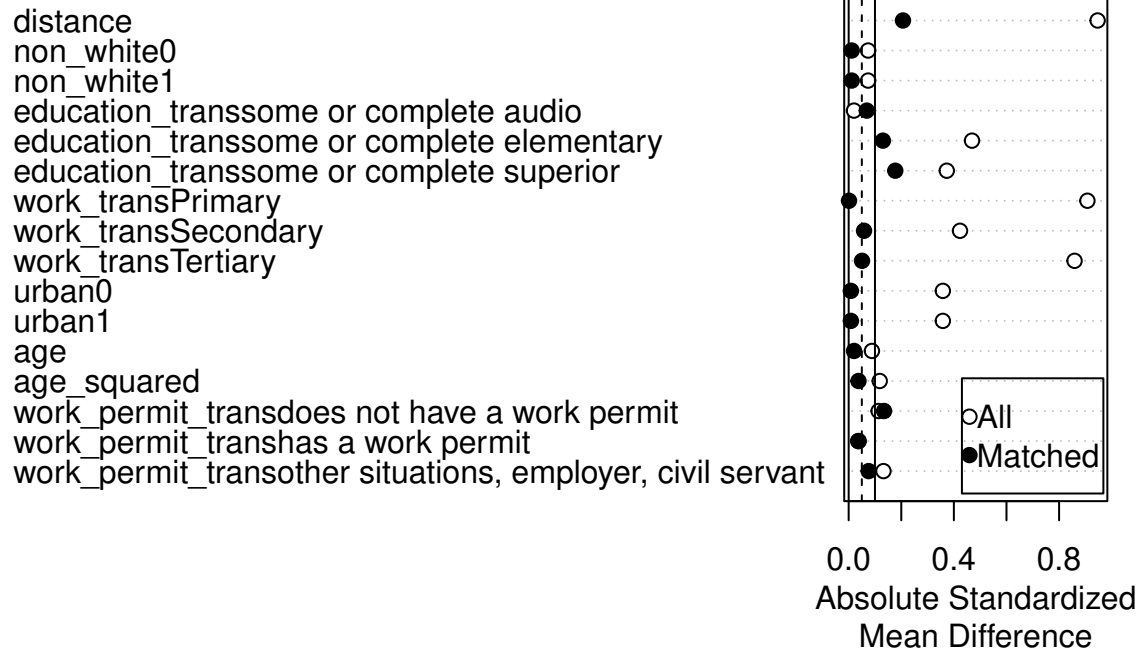 distance
non_white0
non_white1
education_transsome or complete audio
education_transsome or complete elementary
education_transsome or complete superior
work_transPrimary
work_transSecondary
work_transTertiary
urban0
urban1
age
age_squared
work_permit_transdoes not have a work permit
work_permit_transhas a work permit
work_permit_transother situations, employer, civil servant
All
Matched
0.0 0.4 0.8
Absolute Standardized
Mean Difference